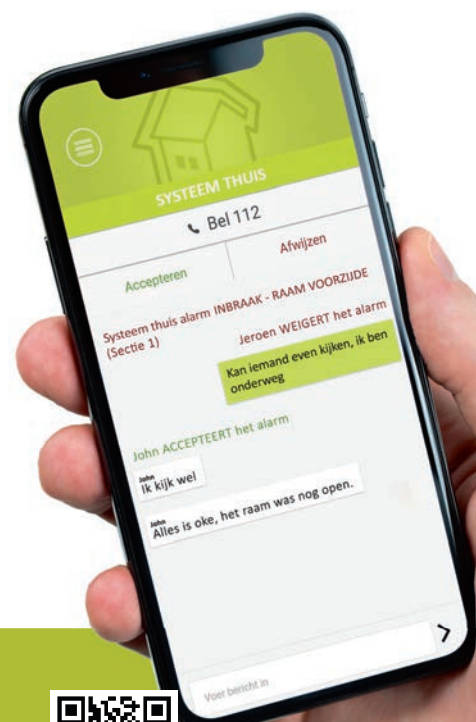 SYSTEEM THUIS
Bel 112
Accepteren
Afwijzen
Systeem thuis alarm INBRAAK - RAAM VOORZIJDE
(Sectie 1)
Jeroen WEIGERT het alarm
Kan iemand even kijken, ik ben
onderweg
John ACCEPTEERT het alarm
John
Ik kijk wel
John
Alles is oke, het raam was nog open.
Voer bericht in